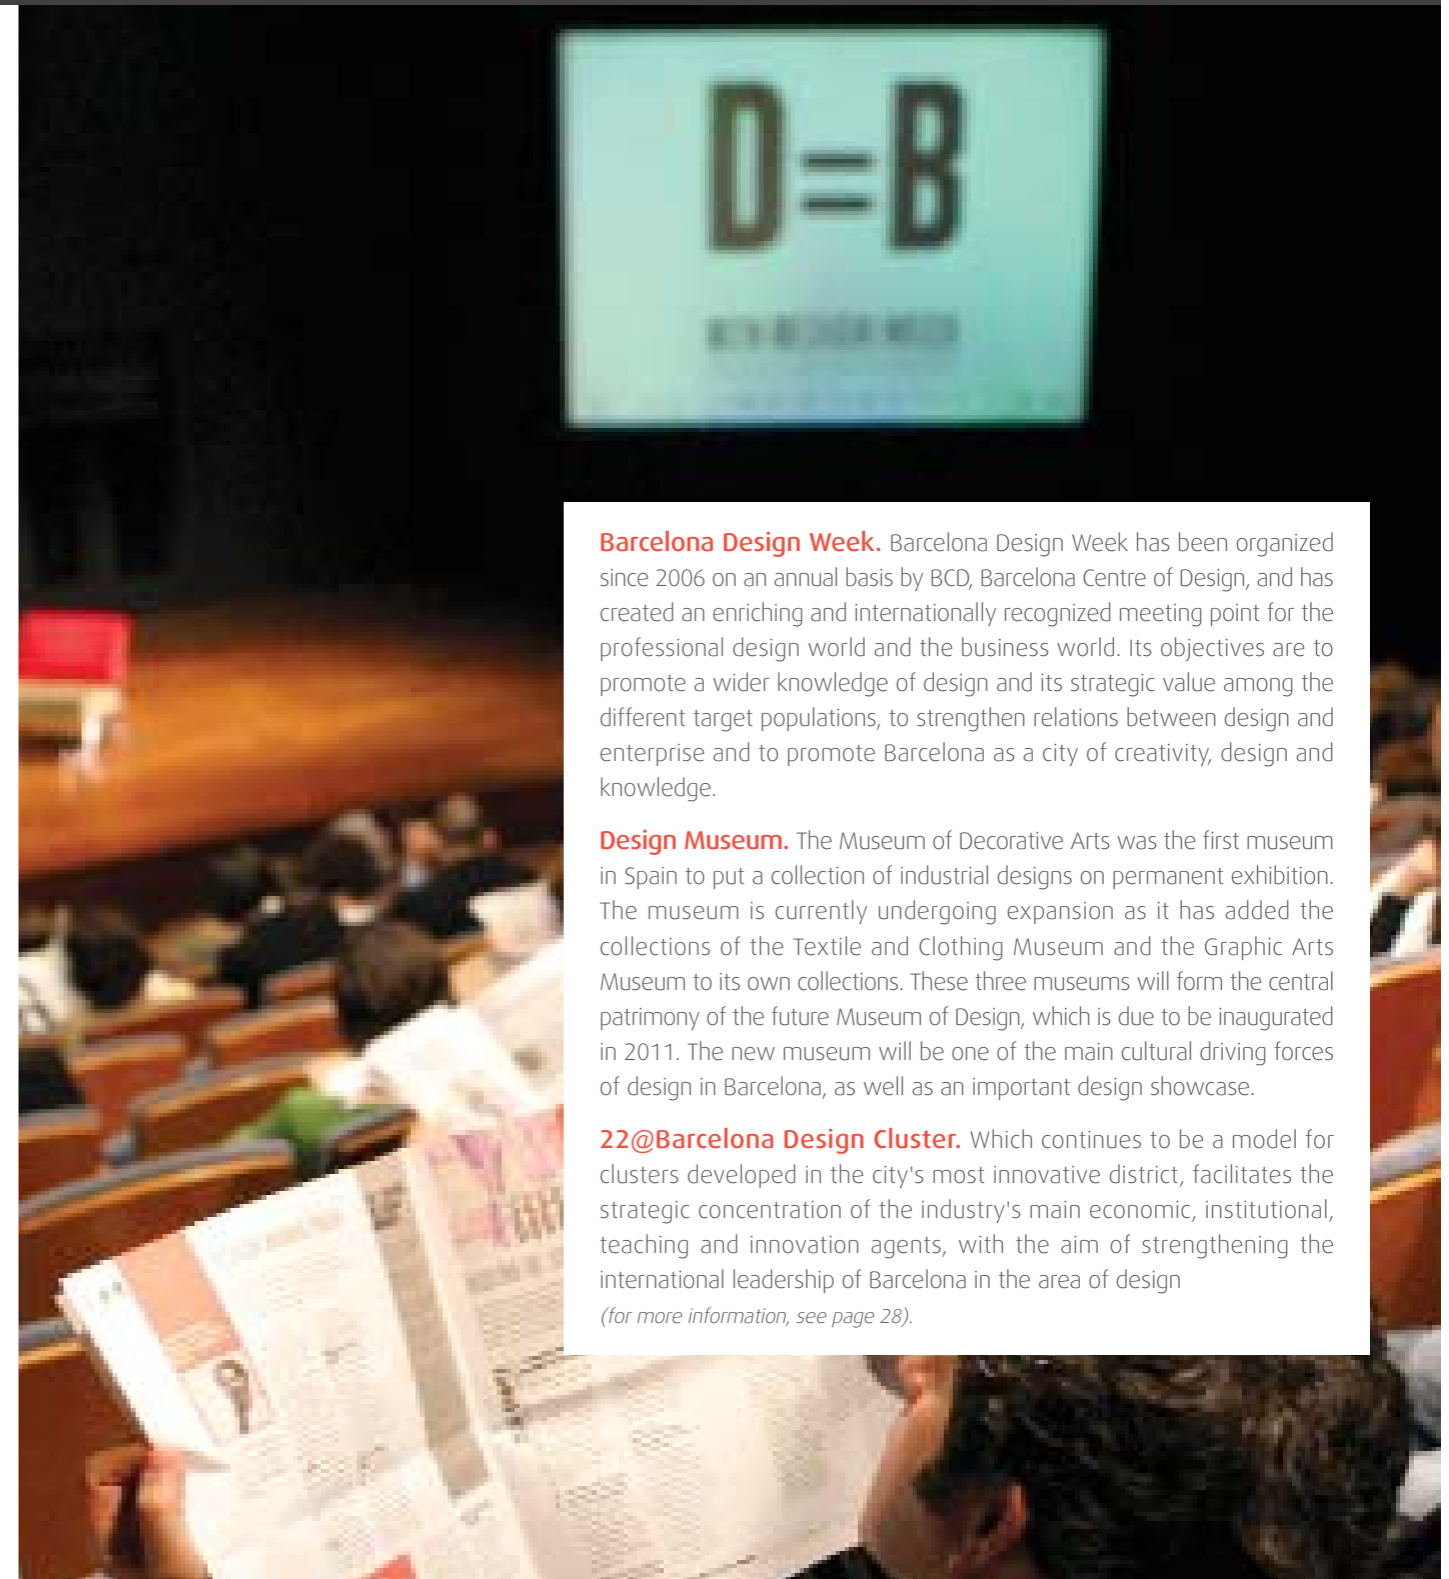 D=B
BCN DESIGN WEEK
Barcelona Design Week. Barcelona Design Week has been organized
since 2006 on an annual basis by BCD, Barcelona Centre of Design, and has
created an enriching and internationally recognized meeting point for the
professional design world and the business world. Its objectives are to
promote a wider knowledge of design and its strategic value among the
different target populations, to strengthen relations between design and
enterprise and to promote Barcelona as a city of creativity, design and
knowledge.
Design Museum. The Museum of Decorative Arts was the first museum
in Spain to put a collection of industrial designs on permanent exhibition.
The museum is currently undergoing expansion as it has added the
collections of the Textile and Clothing Museum and the Graphic Arts
Museum to its own collections. These three museums will form the central
patrimony of the future Museum of Design, which is due to be inaugurated
in 2011. The new museum will be one of the main cultural driving forces
of design in Barcelona, as well as an important design showcase.
22@Barcelona Design Cluster. Which continues to be a model for
clusters developed in the city's most innovative district, facilitates the
strategic concentration of the industry's main economic, institutional,
teaching and innovation agents, with the aim of strengthening the
international leadership of Barcelona in the area of design
(for more information, see page 28).